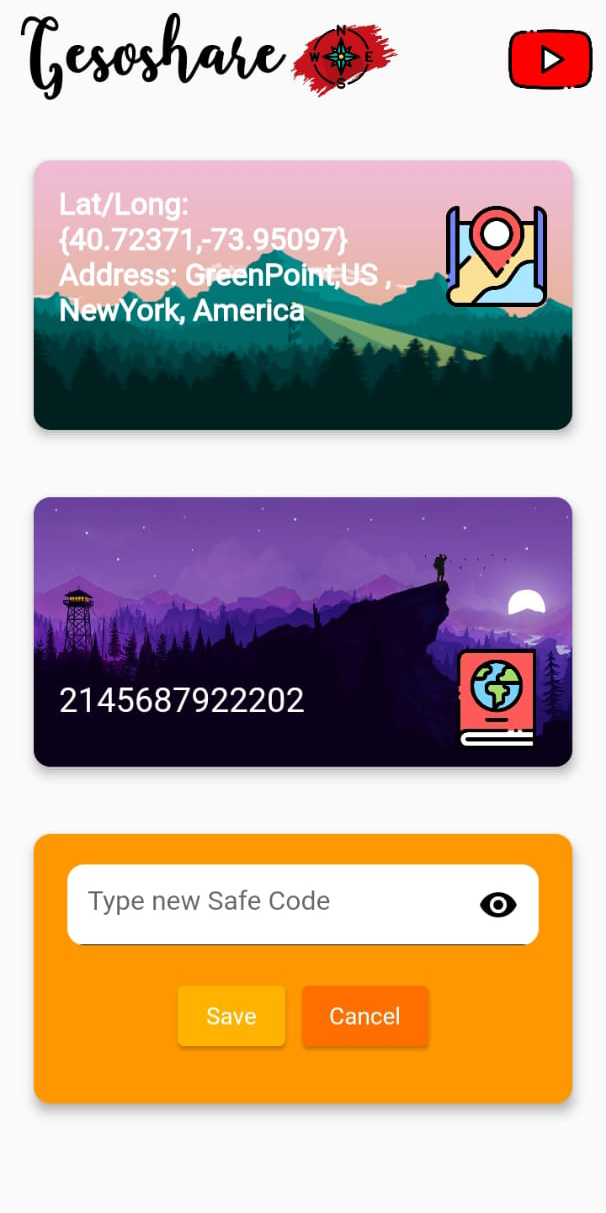 Gesoshare
N
W E
S
Lat/Long:
{40.72371,-73.95097}
Address: GreenPoint,US ,
NewYork, America
2145687922202
Type new Safe Code
Save Cancel